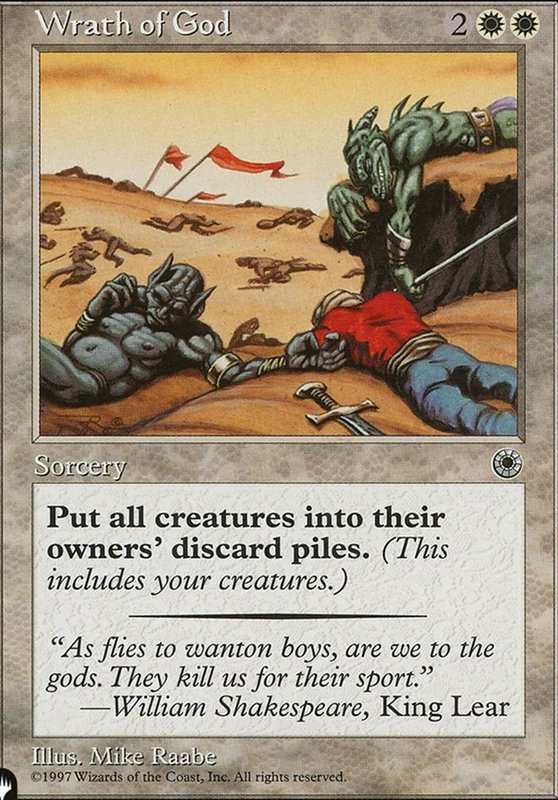 Wrath of God 2
Sorcery
Put all creatures into their
owners’ discard piles. (This
includes your creatures.)
“As flies to wanton boys, are we to the
gods. They kill us for their sport.”
—William Shakespeare, King Lear
Illus. Mike Raabe
©1997 Wizards of the Coast, Inc. All rights reserved.